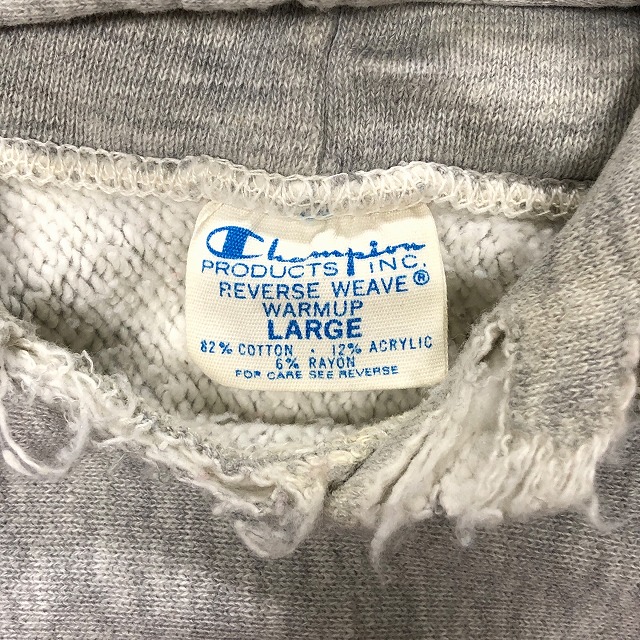 Champion
PRODUCTS INC.
REVERSE WEAVE®
WARMUP
LARGE
82% COTTON · 12% ACRYLIC
6% RAYON
FOR CARE SEE REVERSE